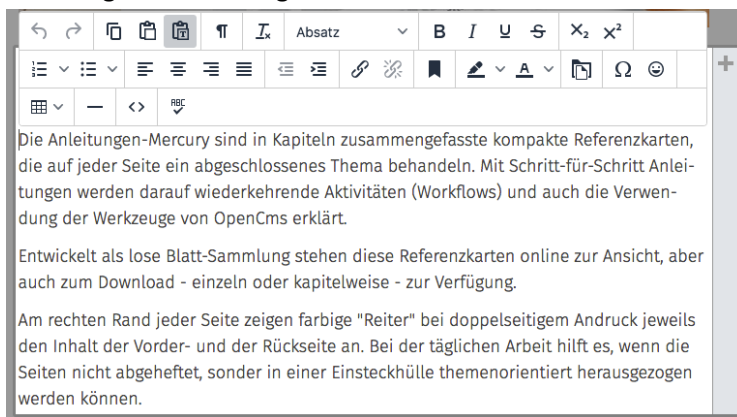 Absatz
B I U S X₂ X²
A Ω
ABC
Die Anleitungen-Mercury sind in Kapiteln zusammengefasste kompakte Referenzkarten,
die auf jeder Seite ein abgeschlossenes Thema behandeln. Mit Schritt-für-Schritt Anlei-
tungen werden darauf wiederkehrende Aktivitäten (Workflows) und auch die Verwen-
dung der Werkzeuge von OpenCms erklärt.
Entwickelt als lose Blatt-Sammlung stehen diese Referenzkarten online zur Ansicht, aber
auch zum Download - einzeln oder kapitelweise - zur Verfügung.
Am rechten Rand jeder Seite zeigen farbige "Reiter" bei doppelseitigem Andruck jeweils
den Inhalt der Vorder- und der Rückseite an. Bei der täglichen Arbeit hilft es, wenn die
Seiten nicht abgeheftet, sonder in einer Einsteckhülle themenorientiert herausgezogen
werden können.